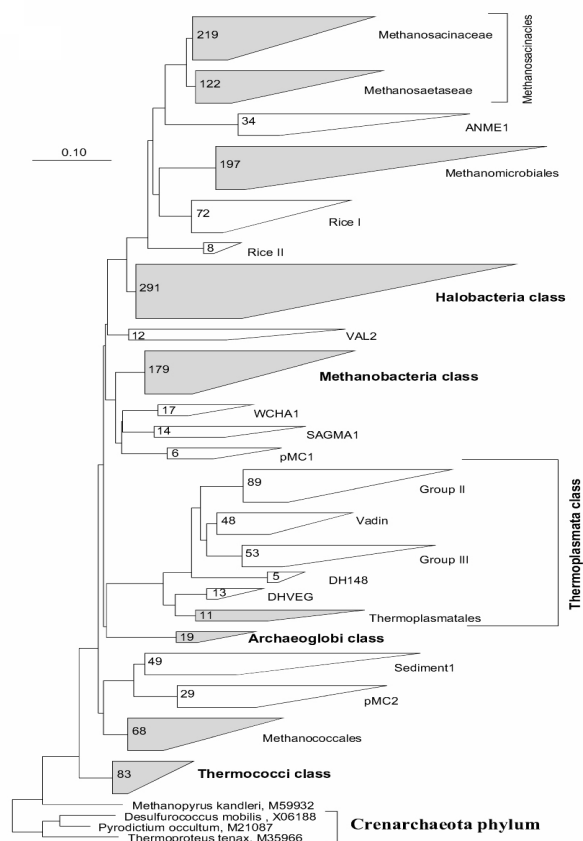 219
Methanosacinaceae
122
Methanosaetaseae
Methanosacinacles
34
ANME1
0.10
197
Methanomicrobiales
72
Rice I
8
Rice II
291
Halobacteria class
12
VAL2
179
Methanobacteria class
17
WCHA1
14
SAGMA1
6
pMC1
89
Group II
48
Vadin
53
Group III
5
DH148
13
DHVEG
11
Thermoplasmatales
Thermoplasmata class
19
Archaeoglobi class
49
Sediment1
29
pMC2
68
Methanococcales
83
Thermococci class
Methanopyrus kandleri, M59932
Desulfurococcus mobilis , X06188
Pyrodictium occultum, M21087
Thermoproteus tenax, M35966
Crenarchaeota phylum